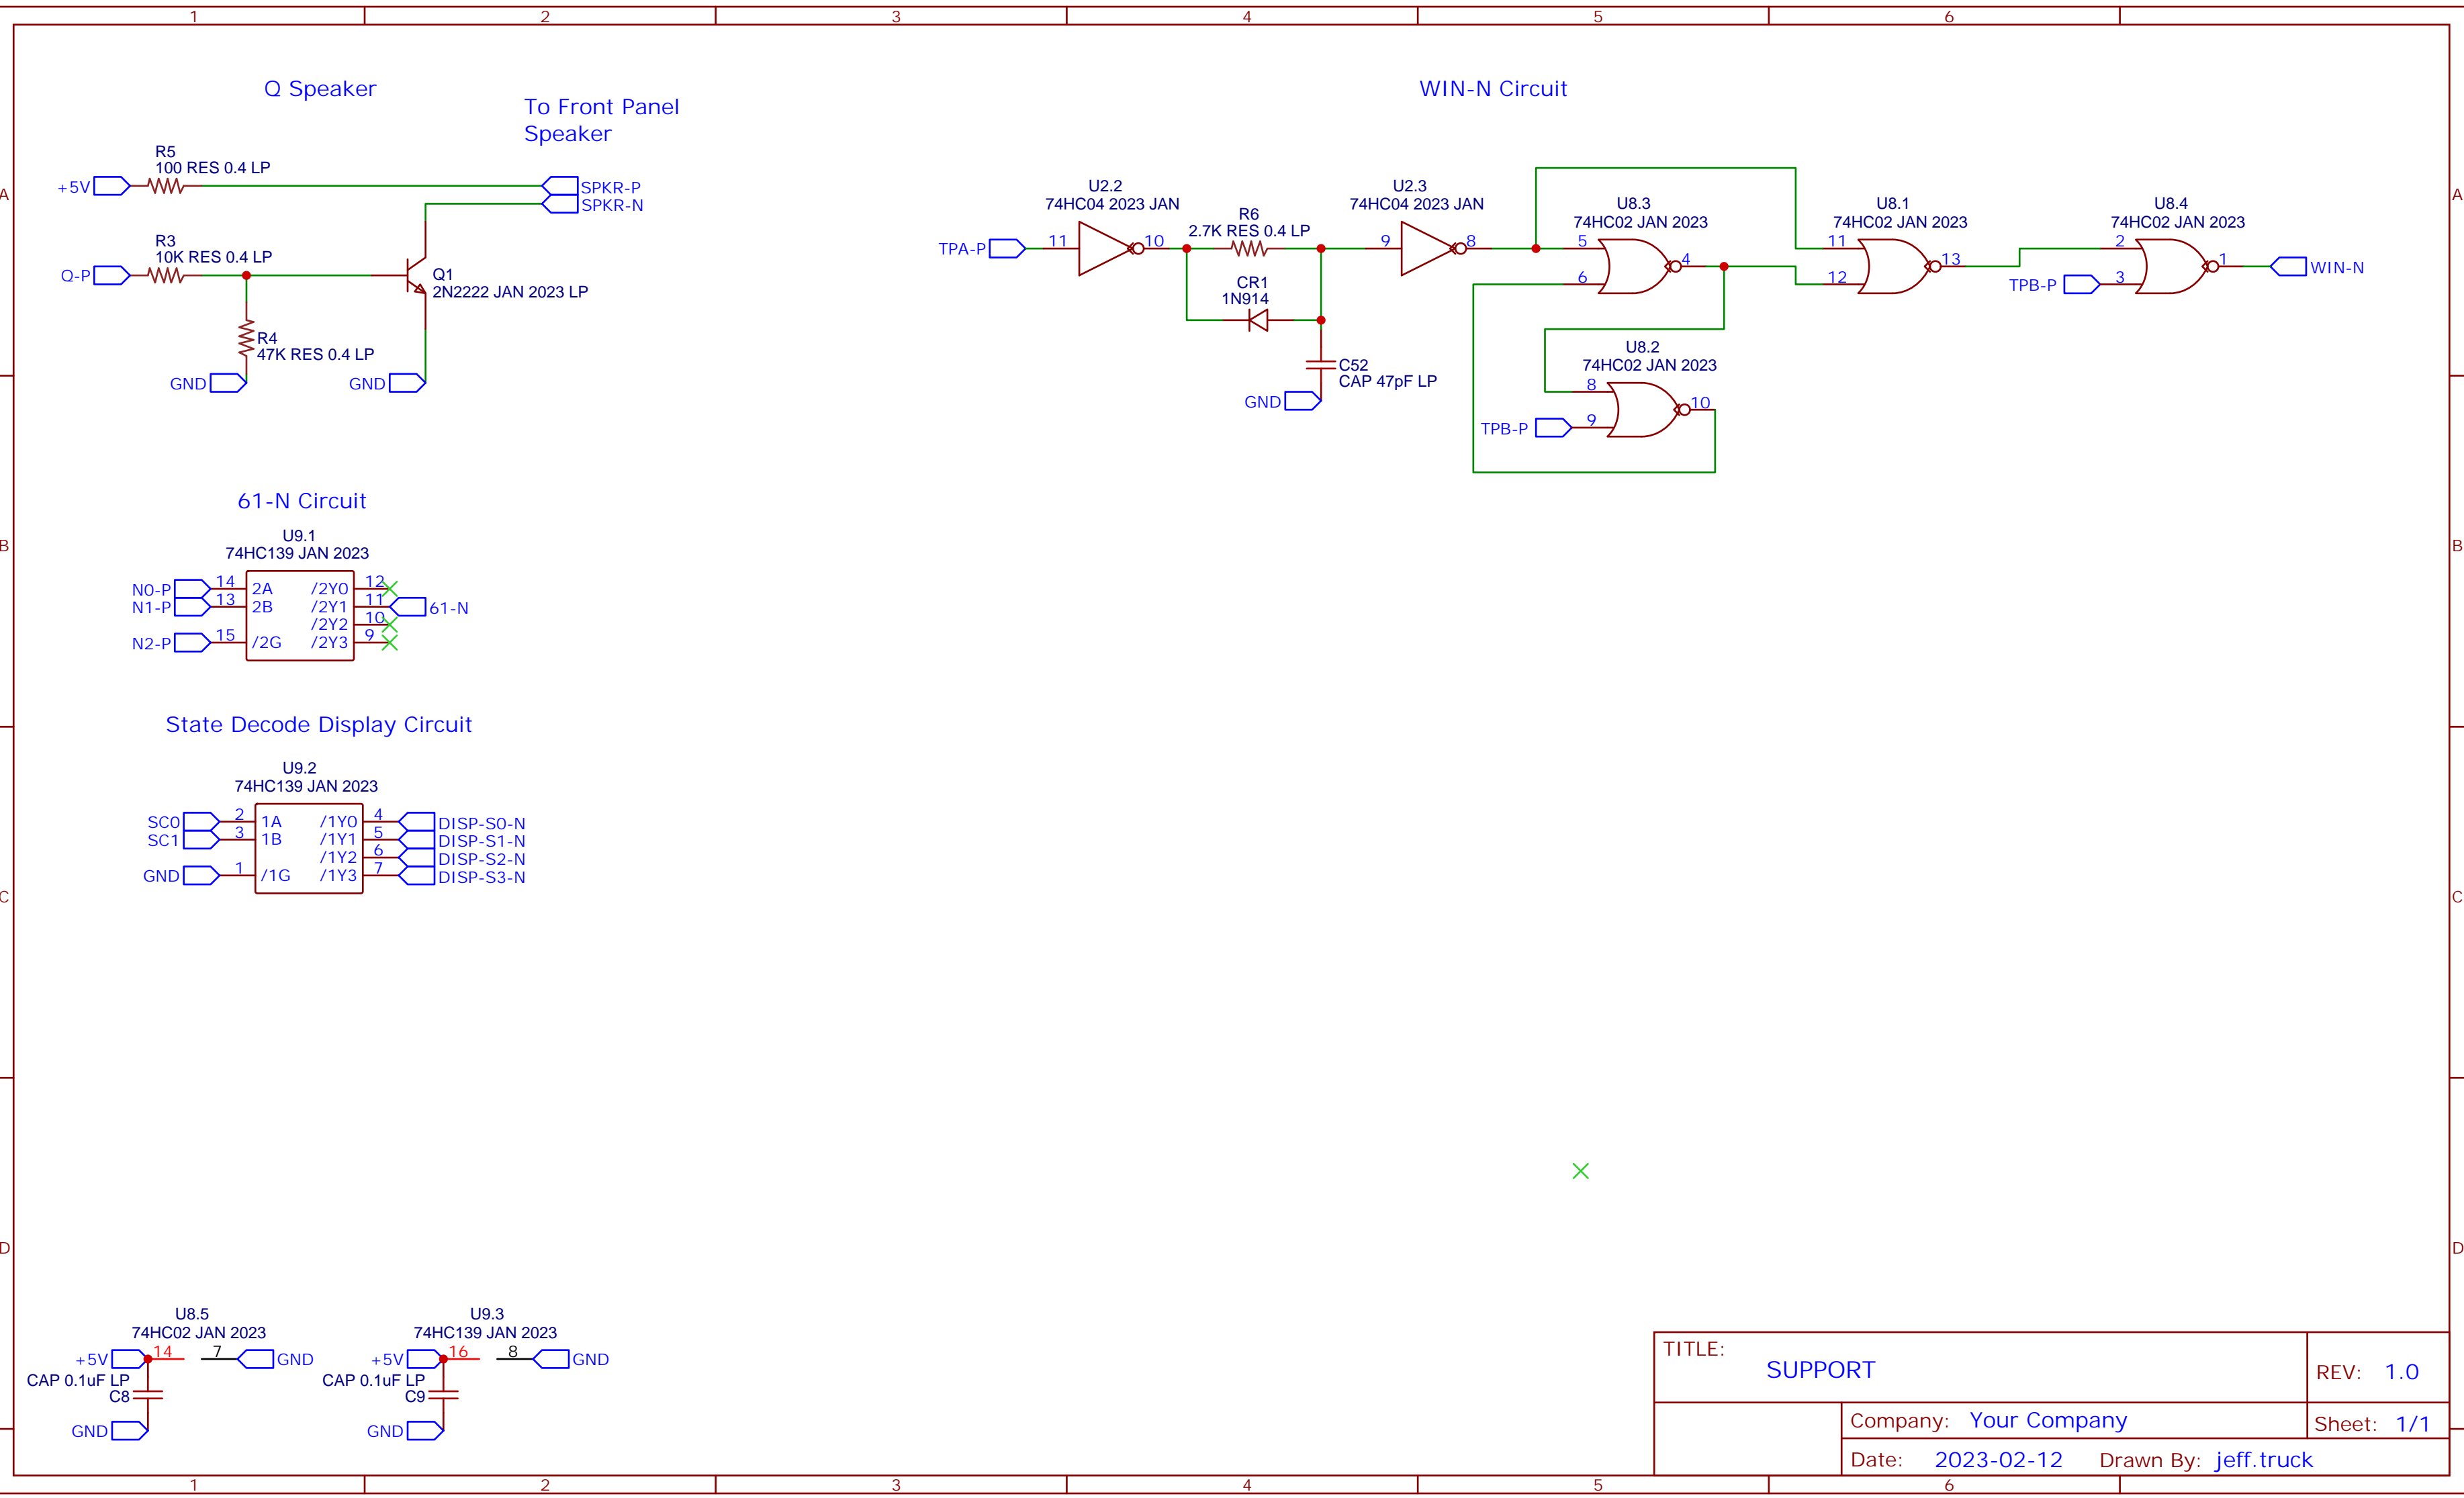 1 2 3 4 5 6
Q Speaker
To Front Panel
Speaker
R5
100 RES 0.4 LP
+5V
SPKR-P
SPKR-N
R3
10K RES 0.4 LP
Q-P
Q1
2N2222 JAN 2023 LP
R4
47K RES 0.4 LP
GND
GND
WIN-N Circuit
TPA-P
U2.2
74HC04 2023 JAN
11 10
R6
2.7K RES 0.4 LP
CR1
1N914
C52
CAP 47pF LP
GND
U2.3
74HC04 2023 JAN
9 8
U8.3
74HC02 JAN 2023
5 4
6
U8.2
74HC02 JAN 2023
8 10
TPB-P 9
U8.1
74HC02 JAN 2023
11 13
12
U8.4
74HC02 JAN 2023
2 1
TPB-P 3
WIN-N
A A
61-N Circuit
U9.1
74HC139 JAN 2023
N0-P 14 2A /2Y0 12
N1-P 13 2B /2Y1 11 61-N
/2Y2 10
N2-P 15 /2G /2Y3 9
B B
State Decode Display Circuit
U9.2
74HC139 JAN 2023
SC0 2 1A /1Y0 4 DISP-S0-N
SC1 3 1B /1Y1 5 DISP-S1-N
/1Y2 6 DISP-S2-N
GND 1 /1G /1Y3 7 DISP-S3-N
C C
D D
U8.5
74HC02 JAN 2023
+5V 14 7 GND
CAP 0.1uF LP
C8
GND
U9.3
74HC139 JAN 2023
+5V 16 8 GND
CAP 0.1uF LP
C9
GND
TITLE:
SUPPORT
REV: 1.0
Company: Your Company
Sheet: 1/1
Date: 2023-02-12 Drawn By: jeff.truck
1 2 3 4 5 6